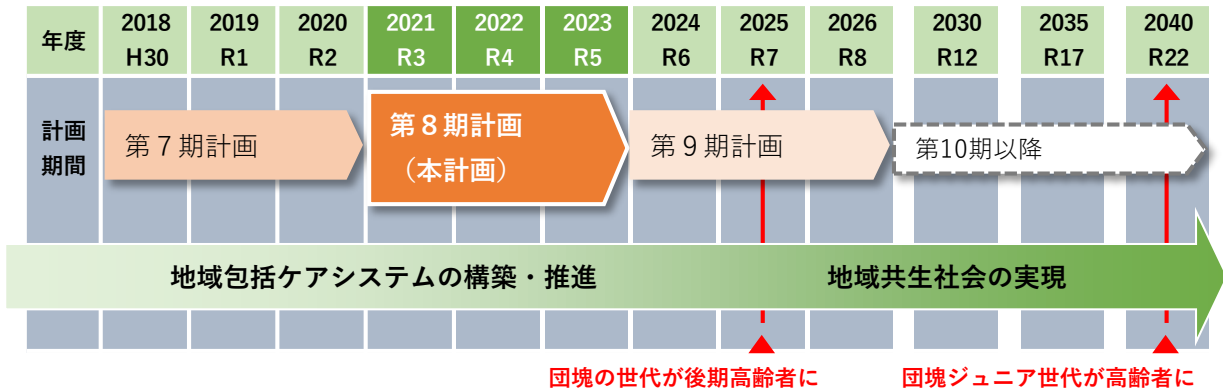 年度
2018
H30
2019
R1
2020
R2
2021
R3
2022
R4
2023
R5
2024
R6
2025
R7
2026
R8
2030
R12
2035
R17
2040
R22
計画
期間
第７期計画
第８期計画
（本計画）
第９期計画
第10期以降
地域包括ケアシステムの構築・推進
地域共生社会の実現
団塊の世代が後期高齢者に
団塊ジュニア世代が高齢者に